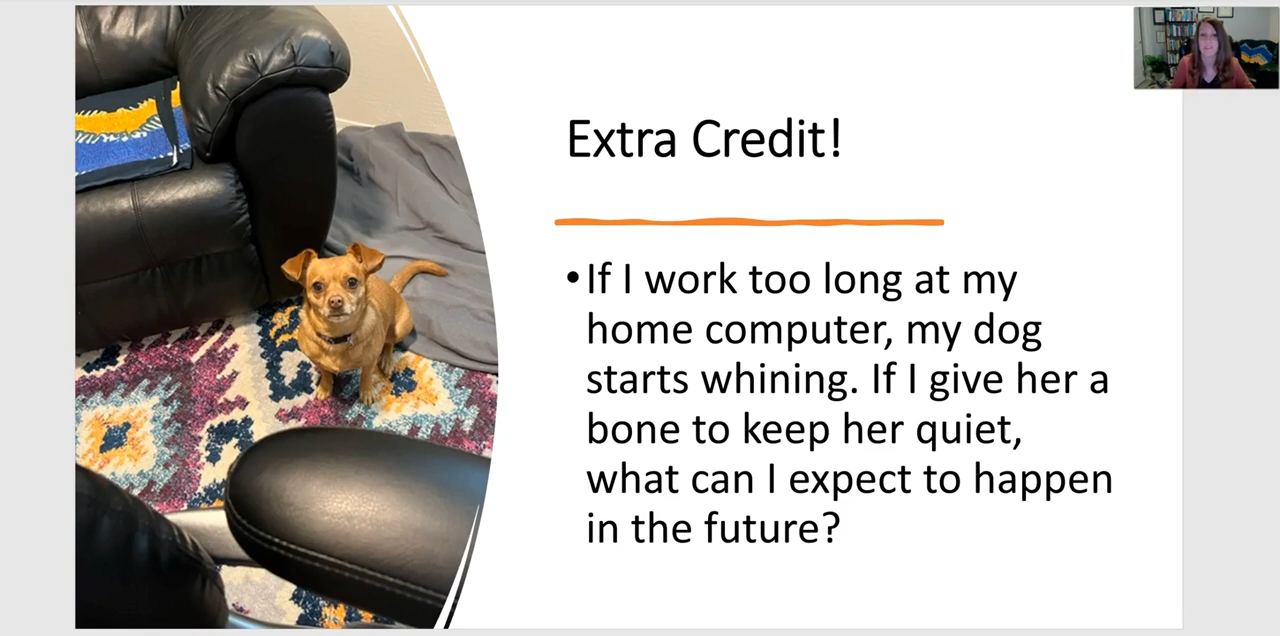 Extra Credit!
•If I work too long at my
home computer, my dog
starts whining. If I give her a
bone to keep her quiet,
what can I expect to happen
in the future?